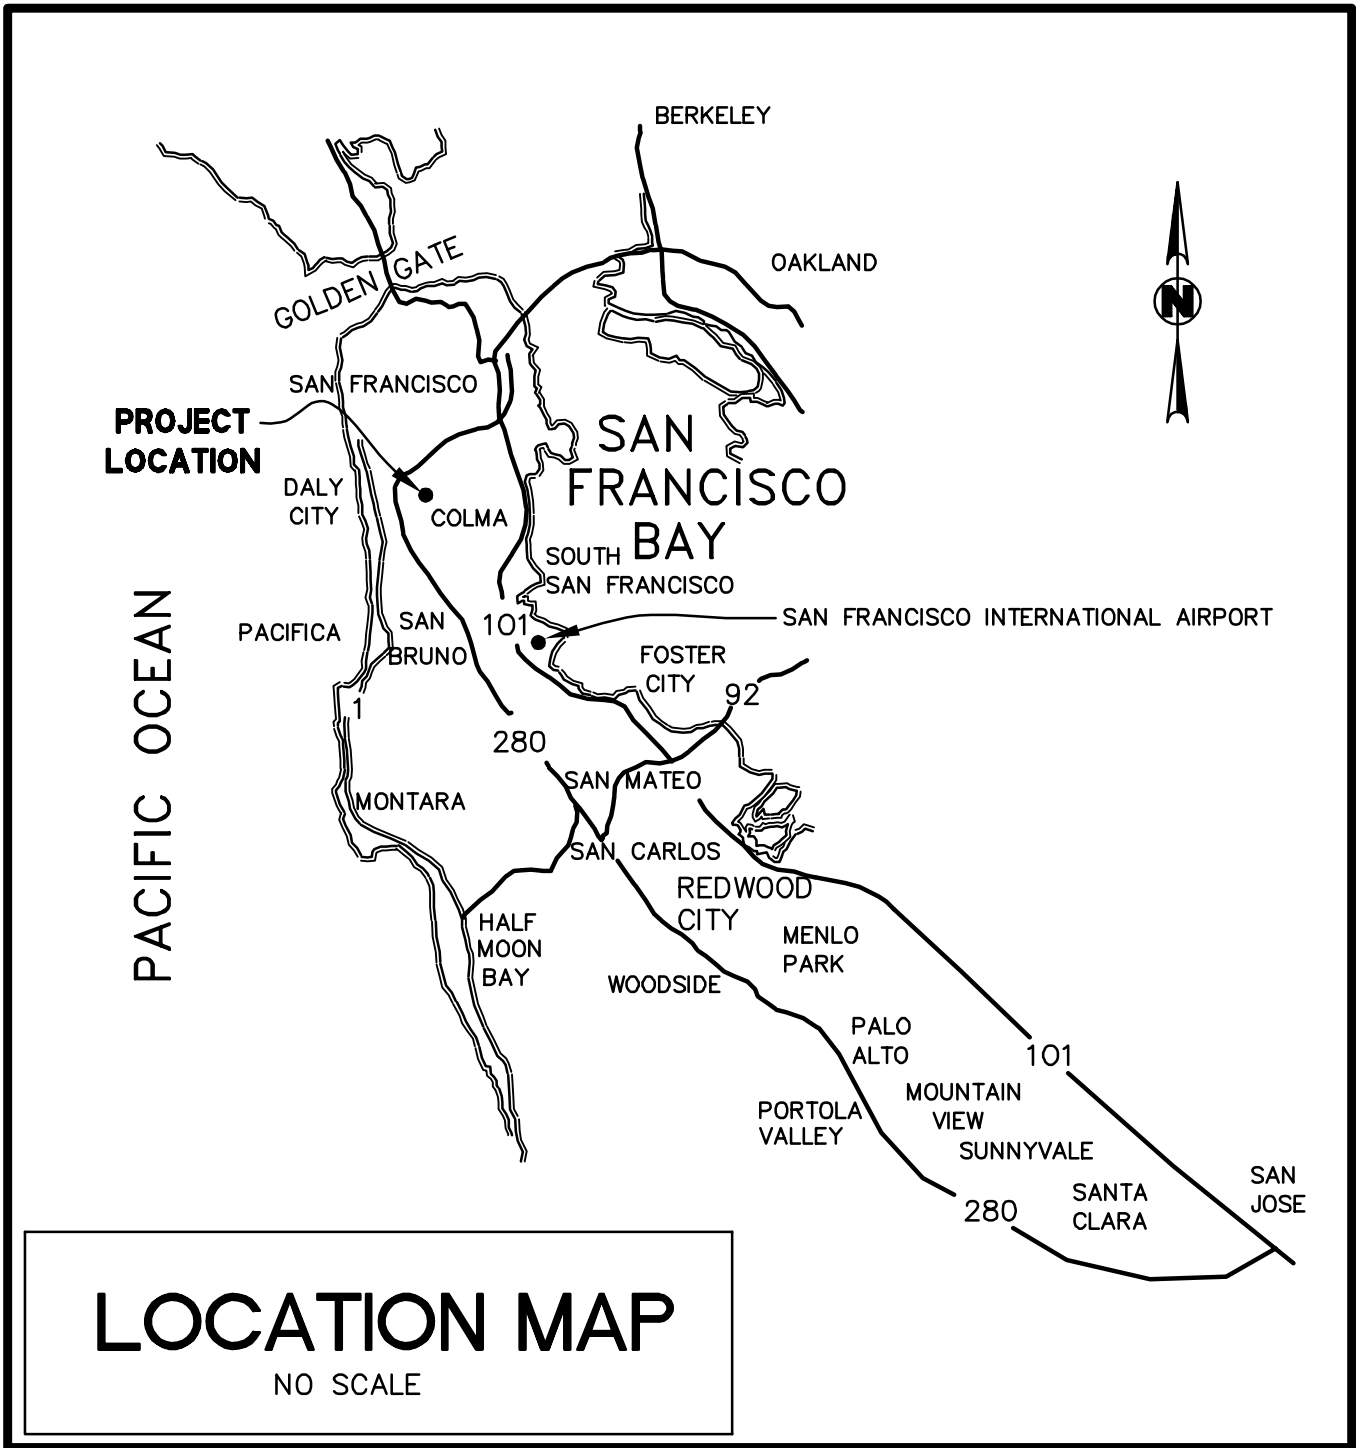 BERKELEY
OAKLAND
GOLDEN GATE
N
SAN FRANCISCO
PROJECT
LOCATION
SAN
FRANCISCO
BAY
DALY
CITY
COLMA
SOUTH
SAN FRANCISCO
PACIFIC OCEAN
PACIFICA
SAN
BRUNO
101
SAN FRANCISCO INTERNATIONAL AIRPORT
FOSTER
CITY
92
1
280
SAN MATEO
MONTARA
SAN CARLOS
REDWOOD
CITY
HALF
MOON
BAY
MENLO
PARK
WOODSIDE
PALO
ALTO
101
MOUNTAIN
VIEW
PORTOLA
VALLEY
SUNNYVALE
SANTA
CLARA
SAN
JOSE
280
LOCATION MAP
NO SCALE